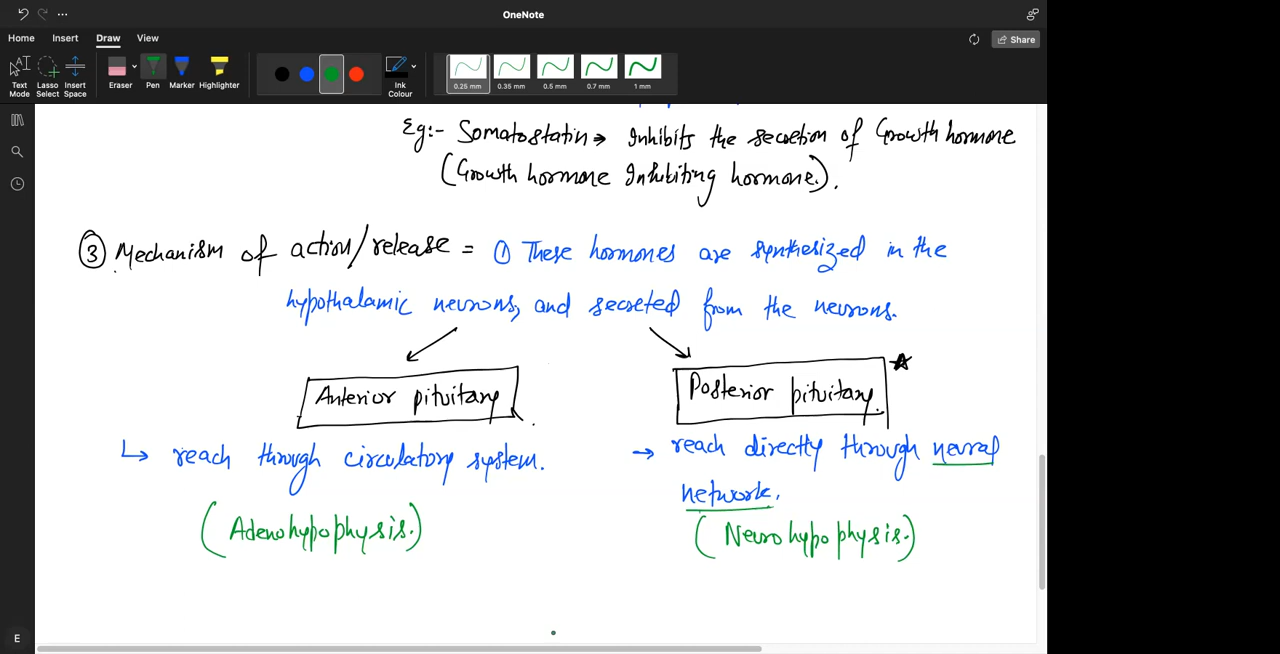 OneNote
Home Insert Draw View
Share
Text Mode Lasso Select Insert Space Eraser Pen Marker Highlighter Ink Colour 0.25 mm 0.35 mm 0.5 mm 0.7 mm 1 mm
Eg:- Somatostatin → Inhibits the secretion of Growth hormone
(Growth hormone Inhibiting hormone.).
③ Mechanism of action/release = ① These hormones are synthesized in the
hypothalamic neurons, and secreted from the neurons.
Anterior pituitary
Posterior pituitary.
↳ reach through circulatory system.
→ reach directly through neural
network.
(Adenohypophysis.)
(Neurohypophysis.)
E